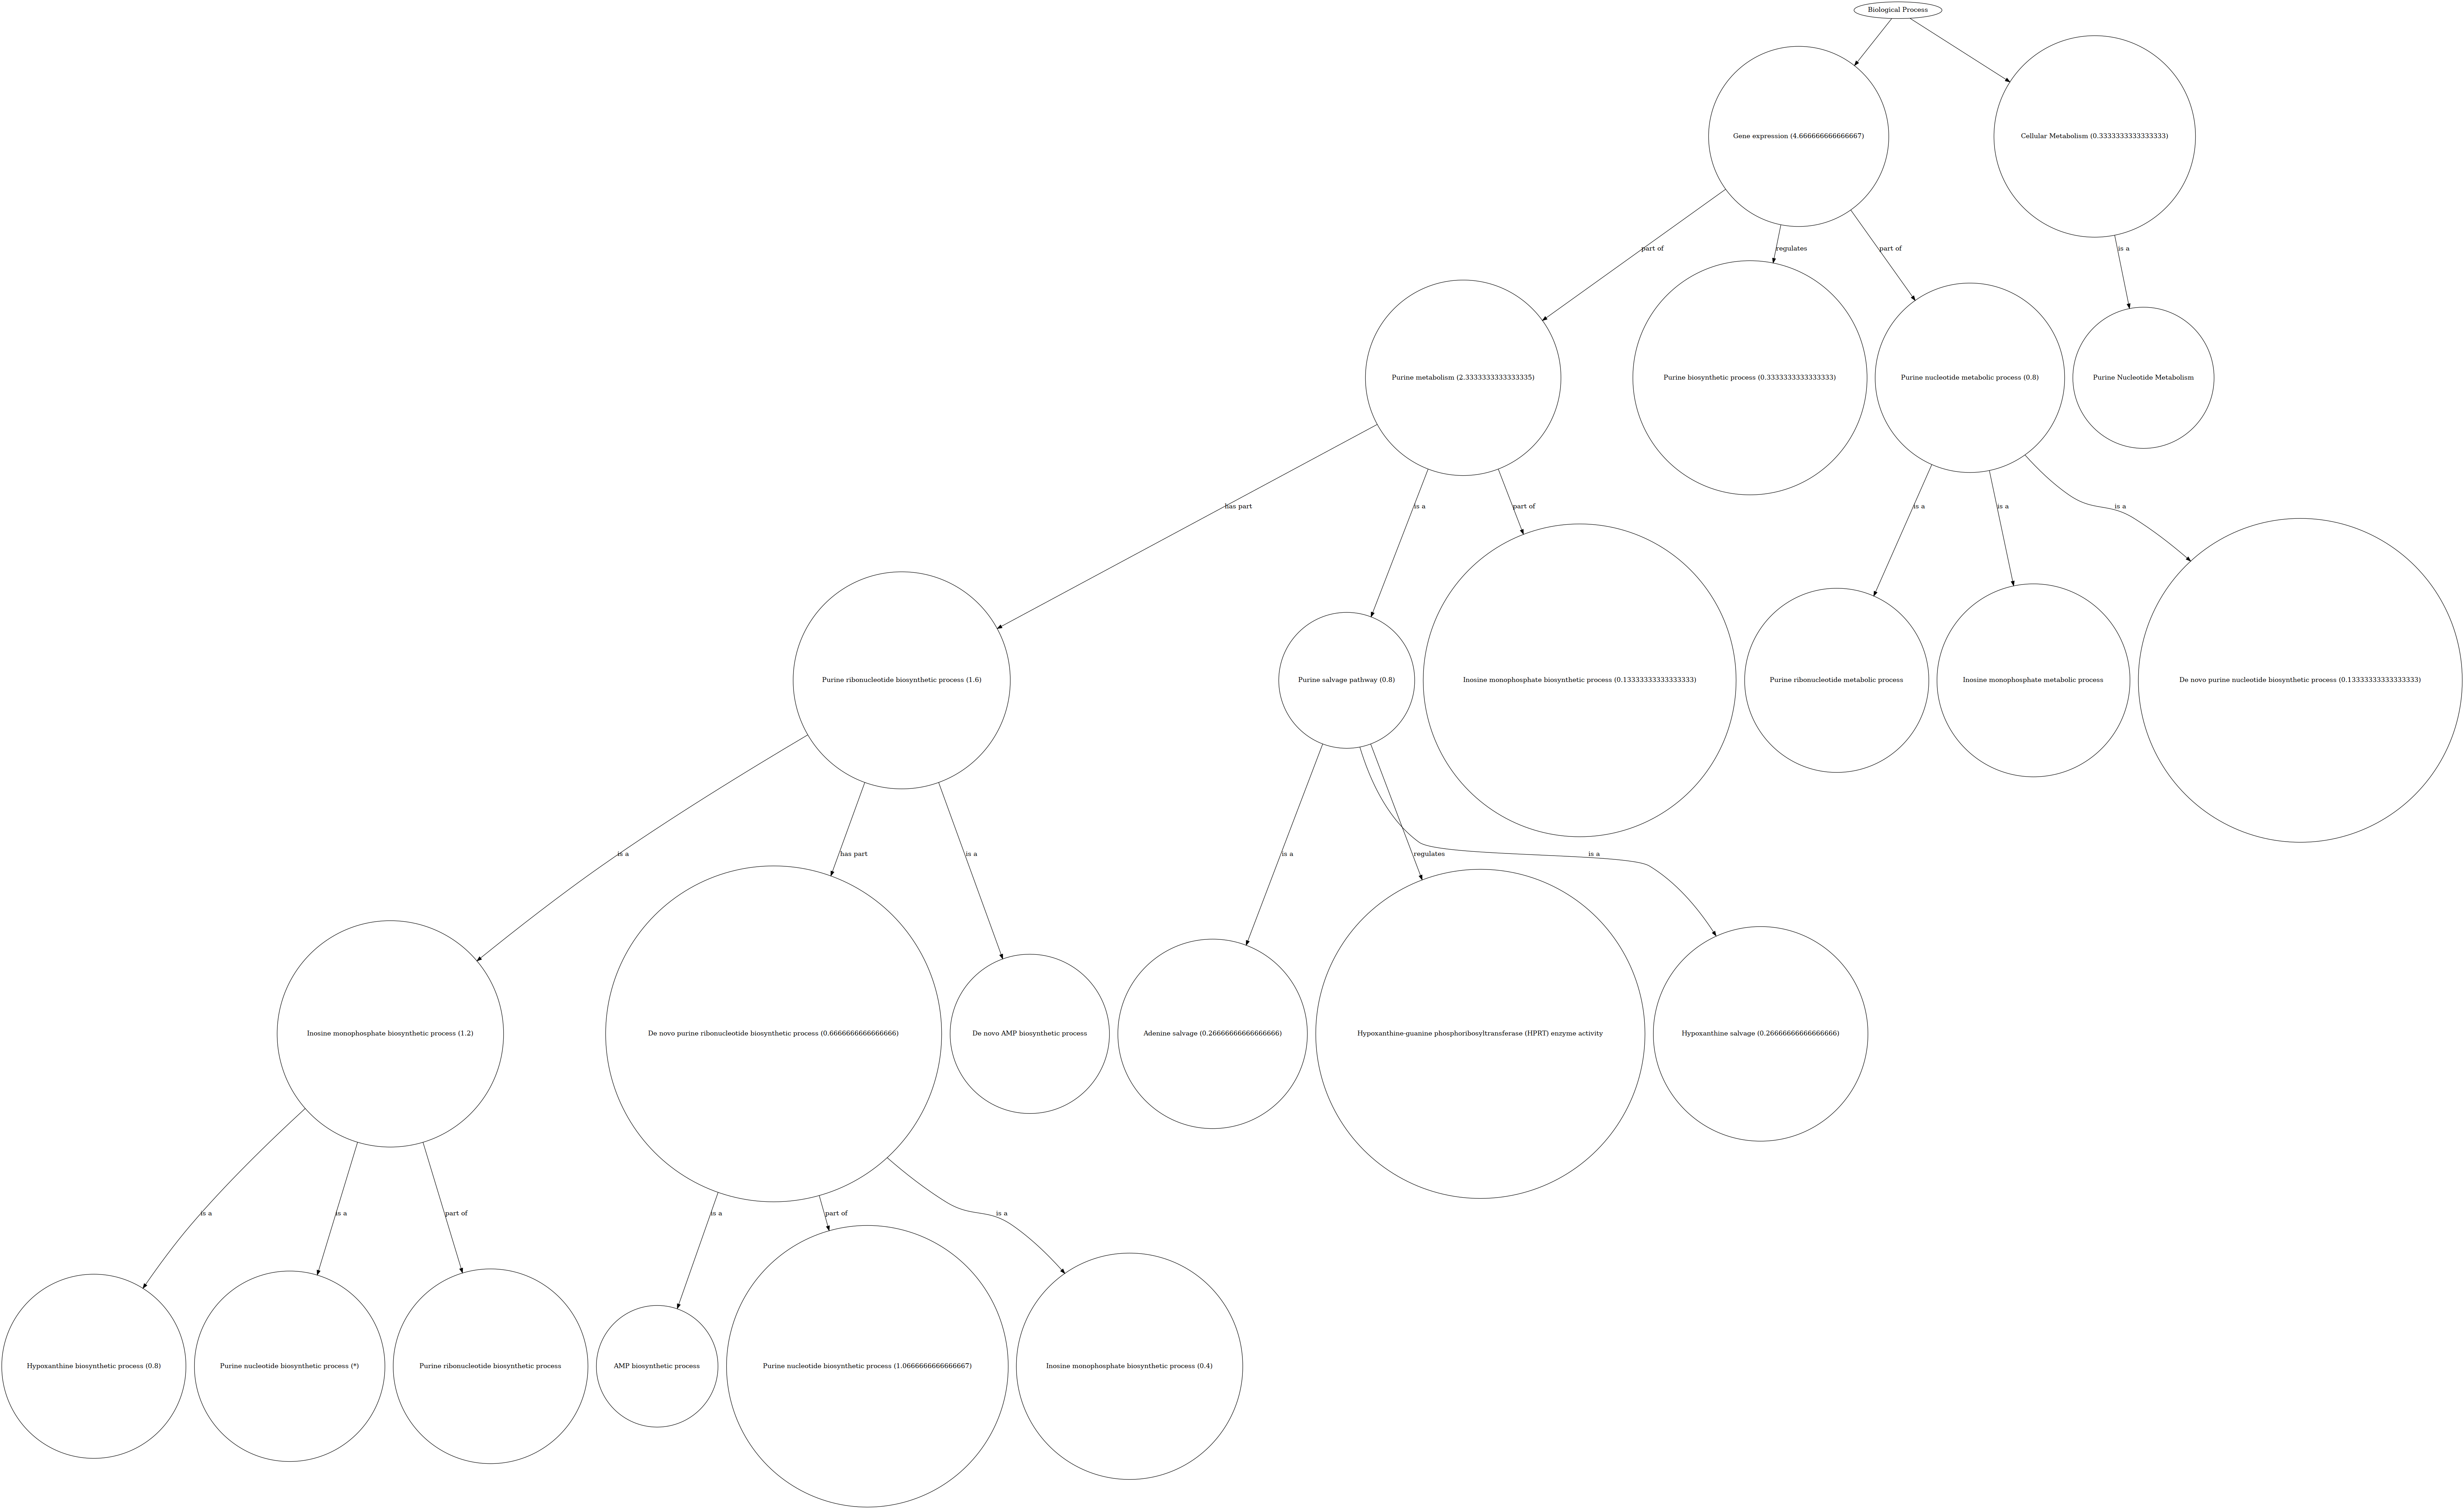 Biological Process
Gene expression (4.666666666666667)
Cellular Metabolism (0.3333333333333333)
part of
regulates
part of
is a
Purine metabolism (2.3333333333333335)
Purine biosynthetic process (0.3333333333333333)
Purine nucleotide metabolic process (0.8)
Purine Nucleotide Metabolism
has part
is a
part of
is a
is a
is a
Purine ribonucleotide biosynthetic process (1.6)
Purine salvage pathway (0.8)
Inosine monophosphate biosynthetic process (0.13333333333333333)
Purine ribonucleotide metabolic process
Inosine monophosphate metabolic process
De novo purine nucleotide biosynthetic process (0.13333333333333333)
is a
has part
is a
is a
regulates
is a
Inosine monophosphate biosynthetic process (1.2)
De novo purine ribonucleotide biosynthetic process (0.6666666666666666)
De novo AMP biosynthetic process
Adenine salvage (0.26666666666666666)
Hypoxanthine-guanine phosphoribosyltransferase (HPRT) enzyme activity
Hypoxanthine salvage (0.26666666666666666)
is a
is a
part of
is a
part of
is a
Hypoxanthine biosynthetic process (0.8)
Purine nucleotide biosynthetic process (*)
Purine ribonucleotide biosynthetic process
AMP biosynthetic process
Purine nucleotide biosynthetic process (1.0666666666666667)
Inosine monophosphate biosynthetic process (0.4)